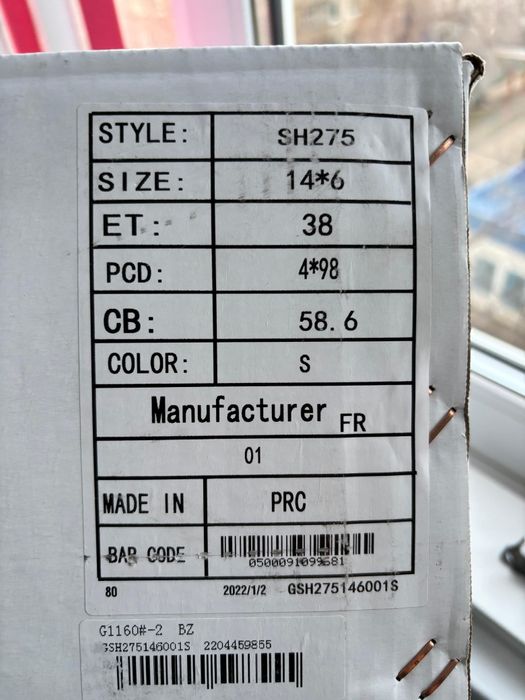 STYLE: SH275
SIZE: 14*6
ET: 38
PCD: 4*98
CB: 58.6
COLOR: S
Manufacturer FR
01
MADE IN PRC
BAR CODE
0500091099681
80 2022/1/2 GSH275146001S
G1160#-2 BZ
GSH275146001S 2204459855